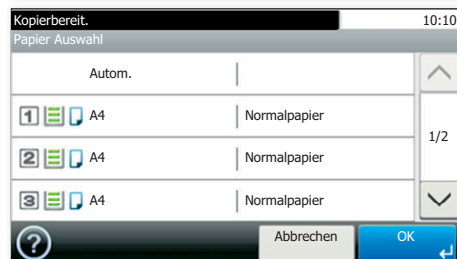 Kopierbereit. 10:10
Papier Auswahl
Autom.
1 A4 Normalpapier
1/2
2 A4 Normalpapier
3 A4 Normalpapier
? Abbrechen OK